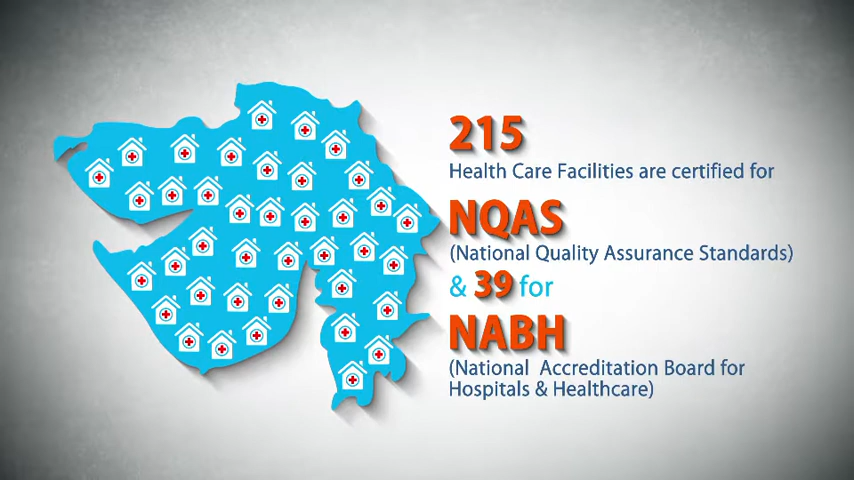 215
Health Care Facilities are certified for
NQAS
(National Quality Assurance Standards)
& 39 for
NABH
(National Accreditation Board for
Hospitals & Healthcare)